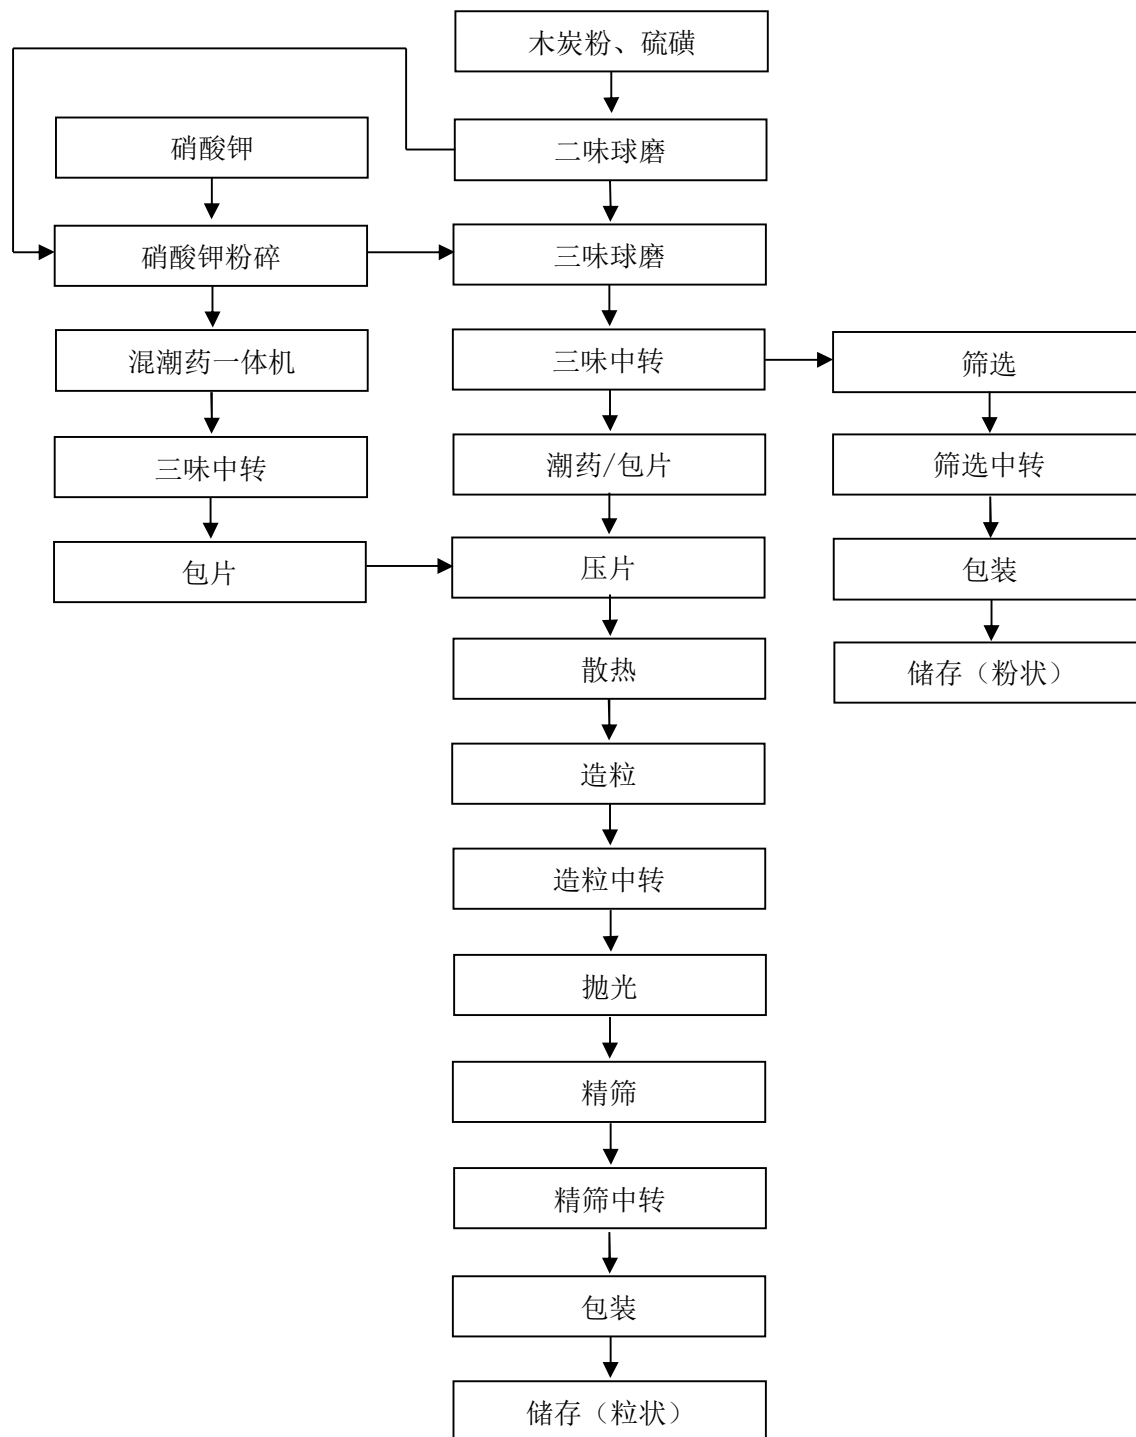 木炭粉、硫磺
硝酸钾
二味球磨
硝酸钾粉碎
三味球磨
混潮药一体机
三味中转
筛选
三味中转
潮药/包片
筛选中转
包片
压片
包装
散热
储存（粉状）
造粒
造粒中转
抛光
精筛
精筛中转
包装
储存（粒状）